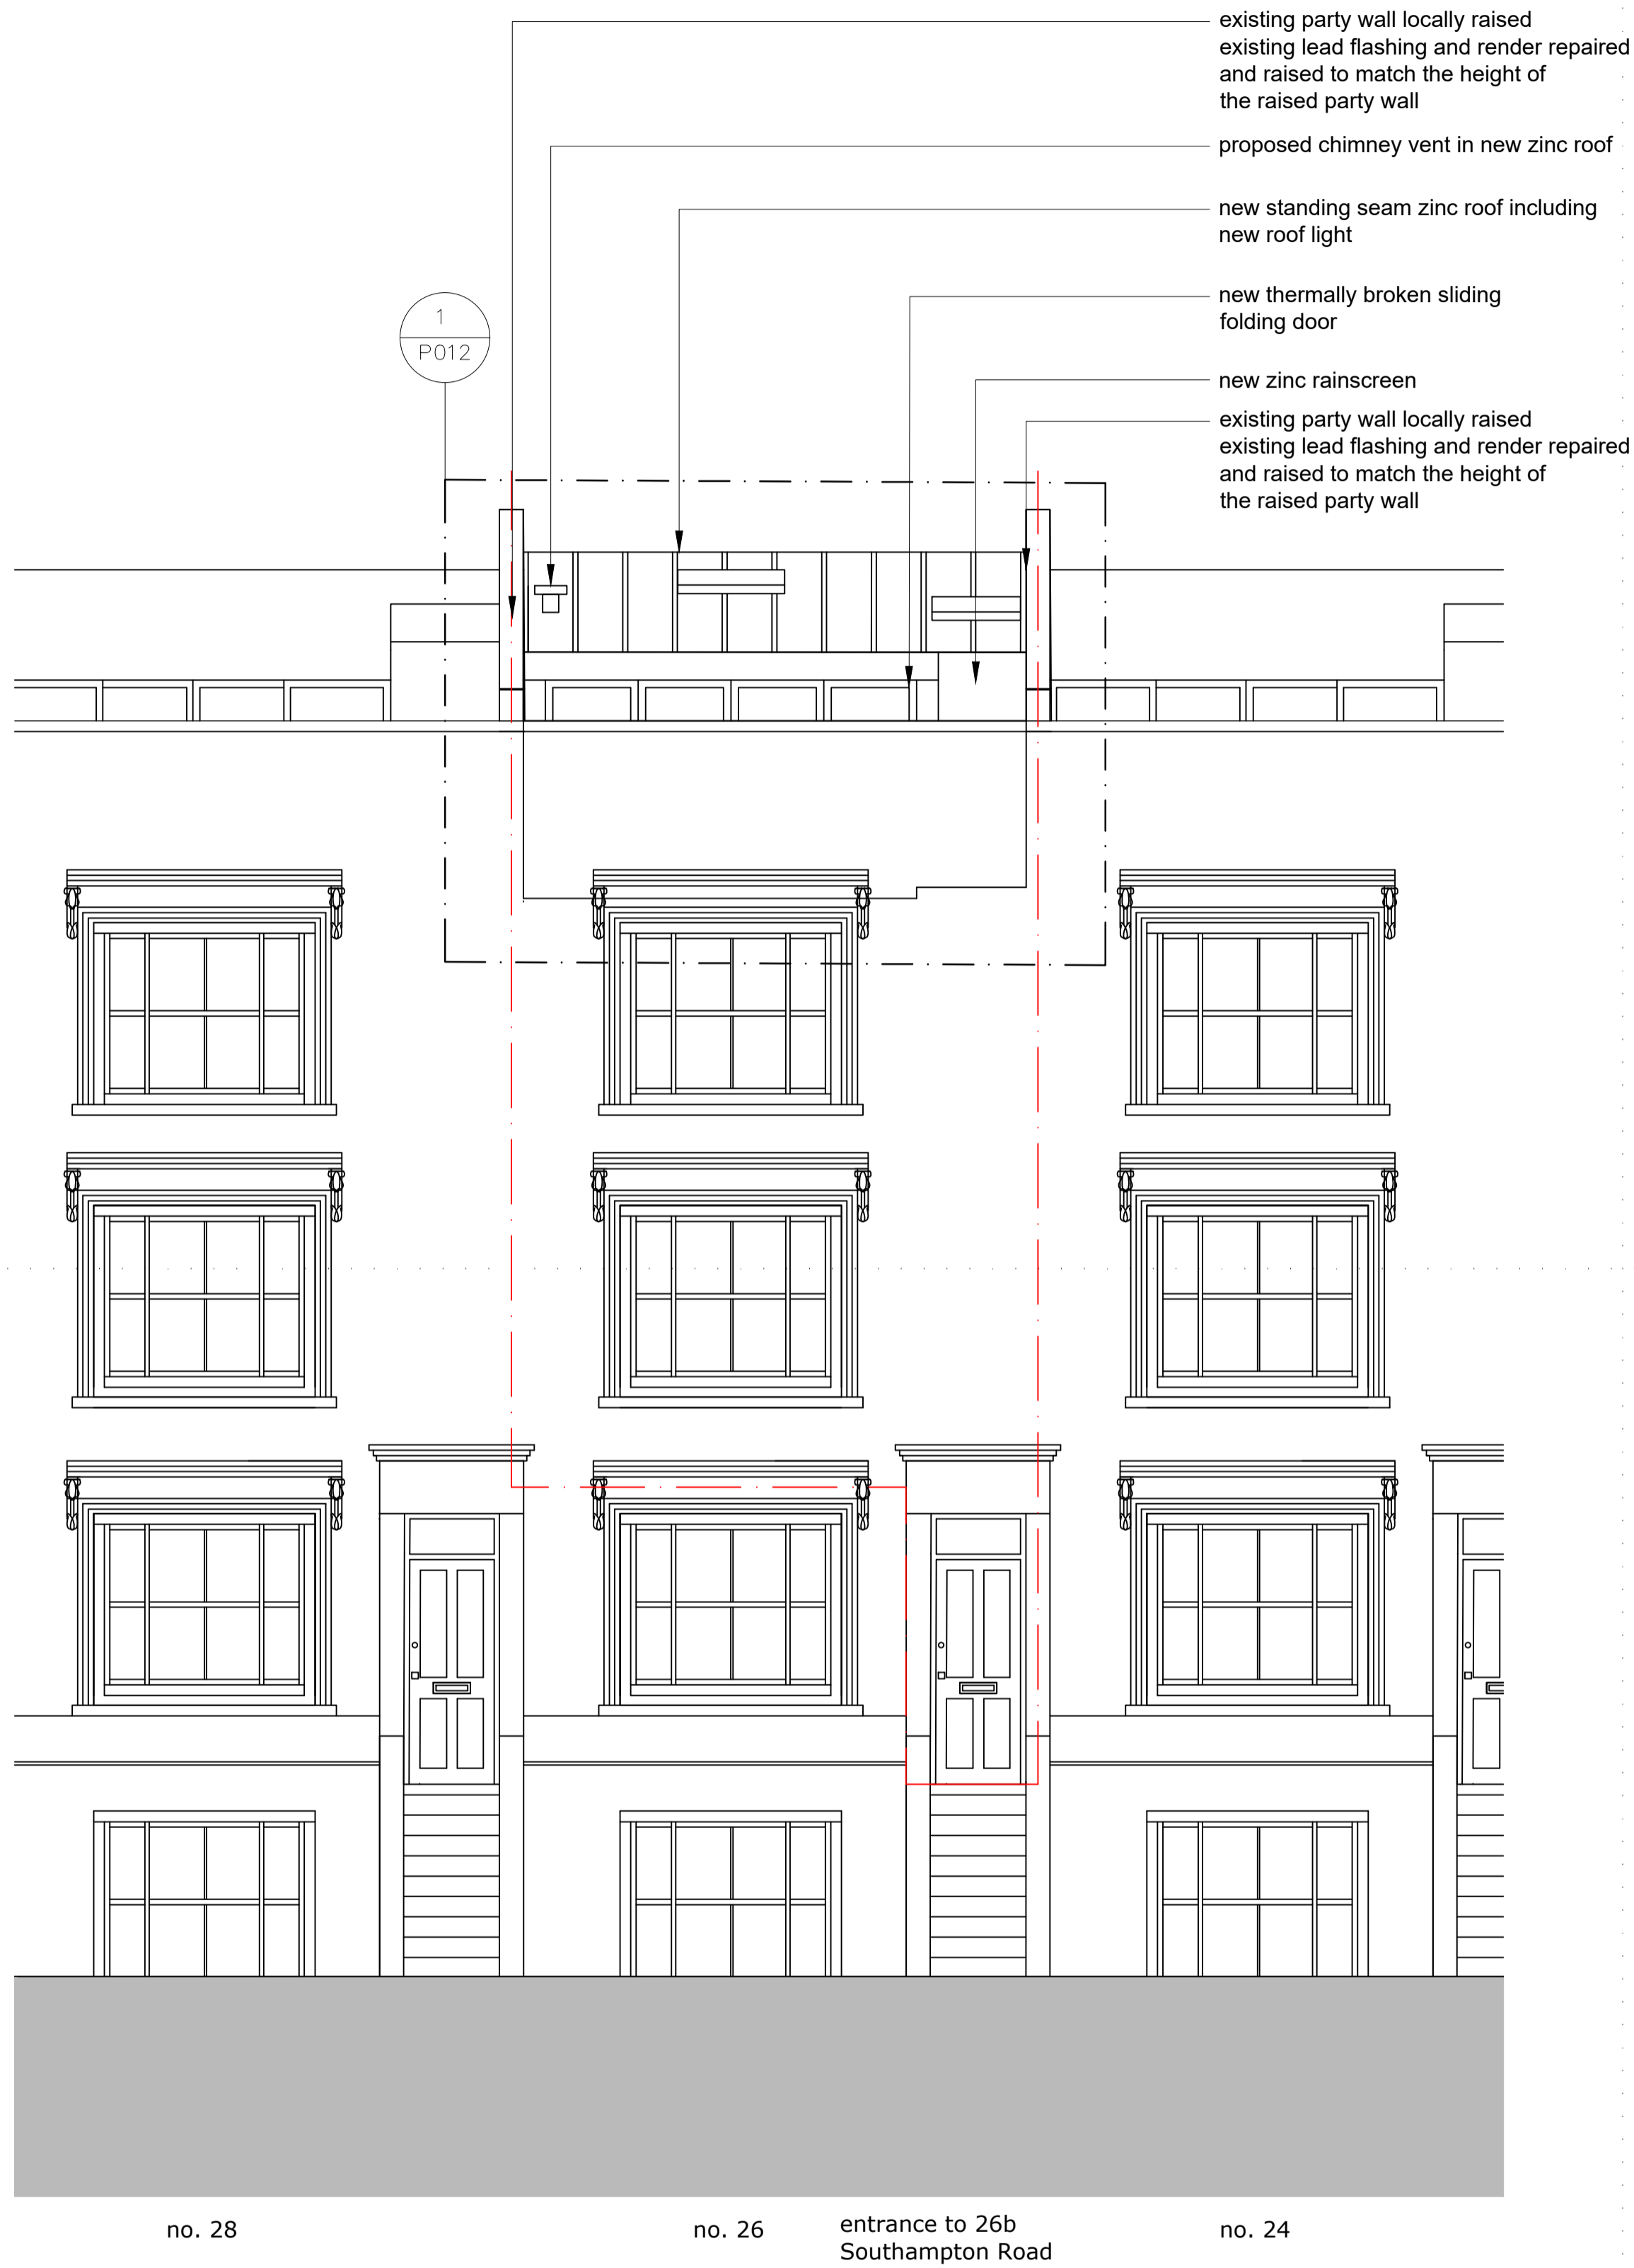 existing party wall locally raised
existing lead flashing and render repaired
and raised to match the height of
the raised party wall
proposed chimney vent in new zinc roof
new standing seam zinc roof including
new roof light
new thermally broken sliding
folding door
1
P012
new zinc rainscreen
existing party wall locally raised
existing lead flashing and render repaired
and raised to match the height of
the raised party wall
no. 28
no. 26
entrance to 26b
Southampton Road
no. 24